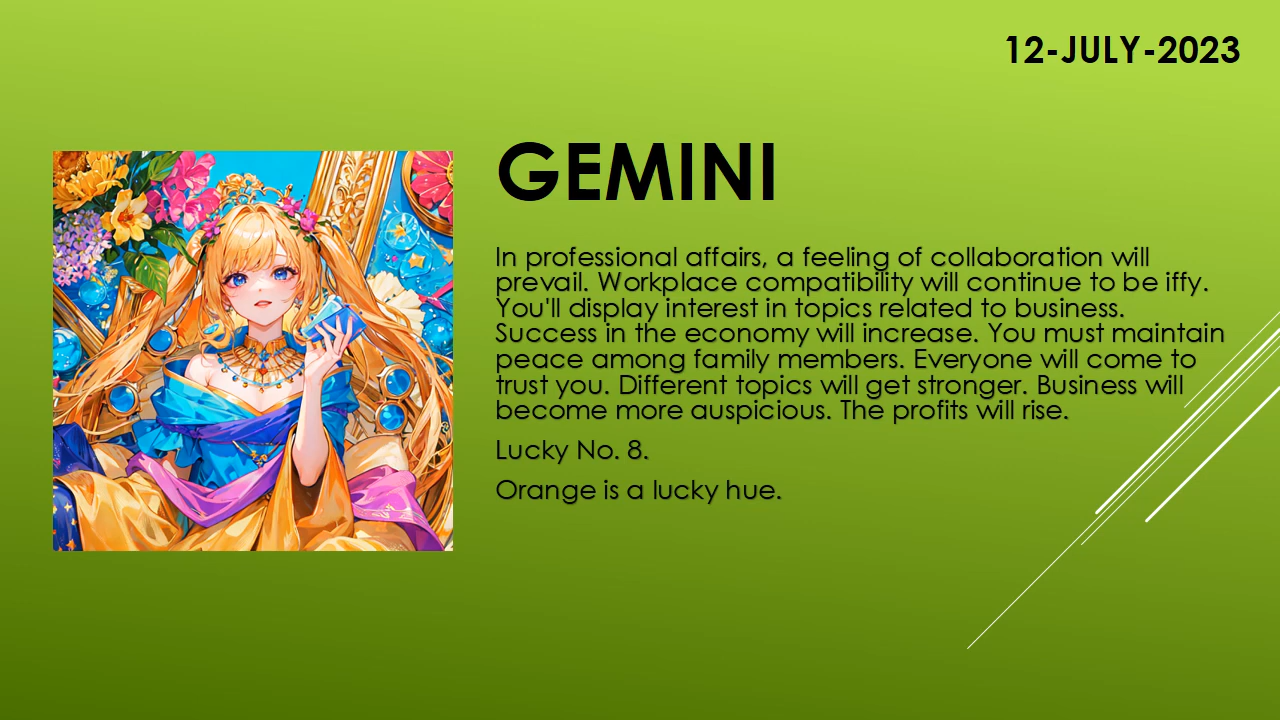 12-JULY-2023
GEMINI
In professional affairs, a feeling of collaboration will
prevail. Workplace compatibility will continue to be iffy.
You'll display interest in topics related to business.
Success in the economy will increase. You must maintain
peace among family members. Everyone will come to
trust you. Different topics will get stronger. Business will
become more auspicious. The profits will rise.
Lucky No. 8.
Orange is a lucky hue.